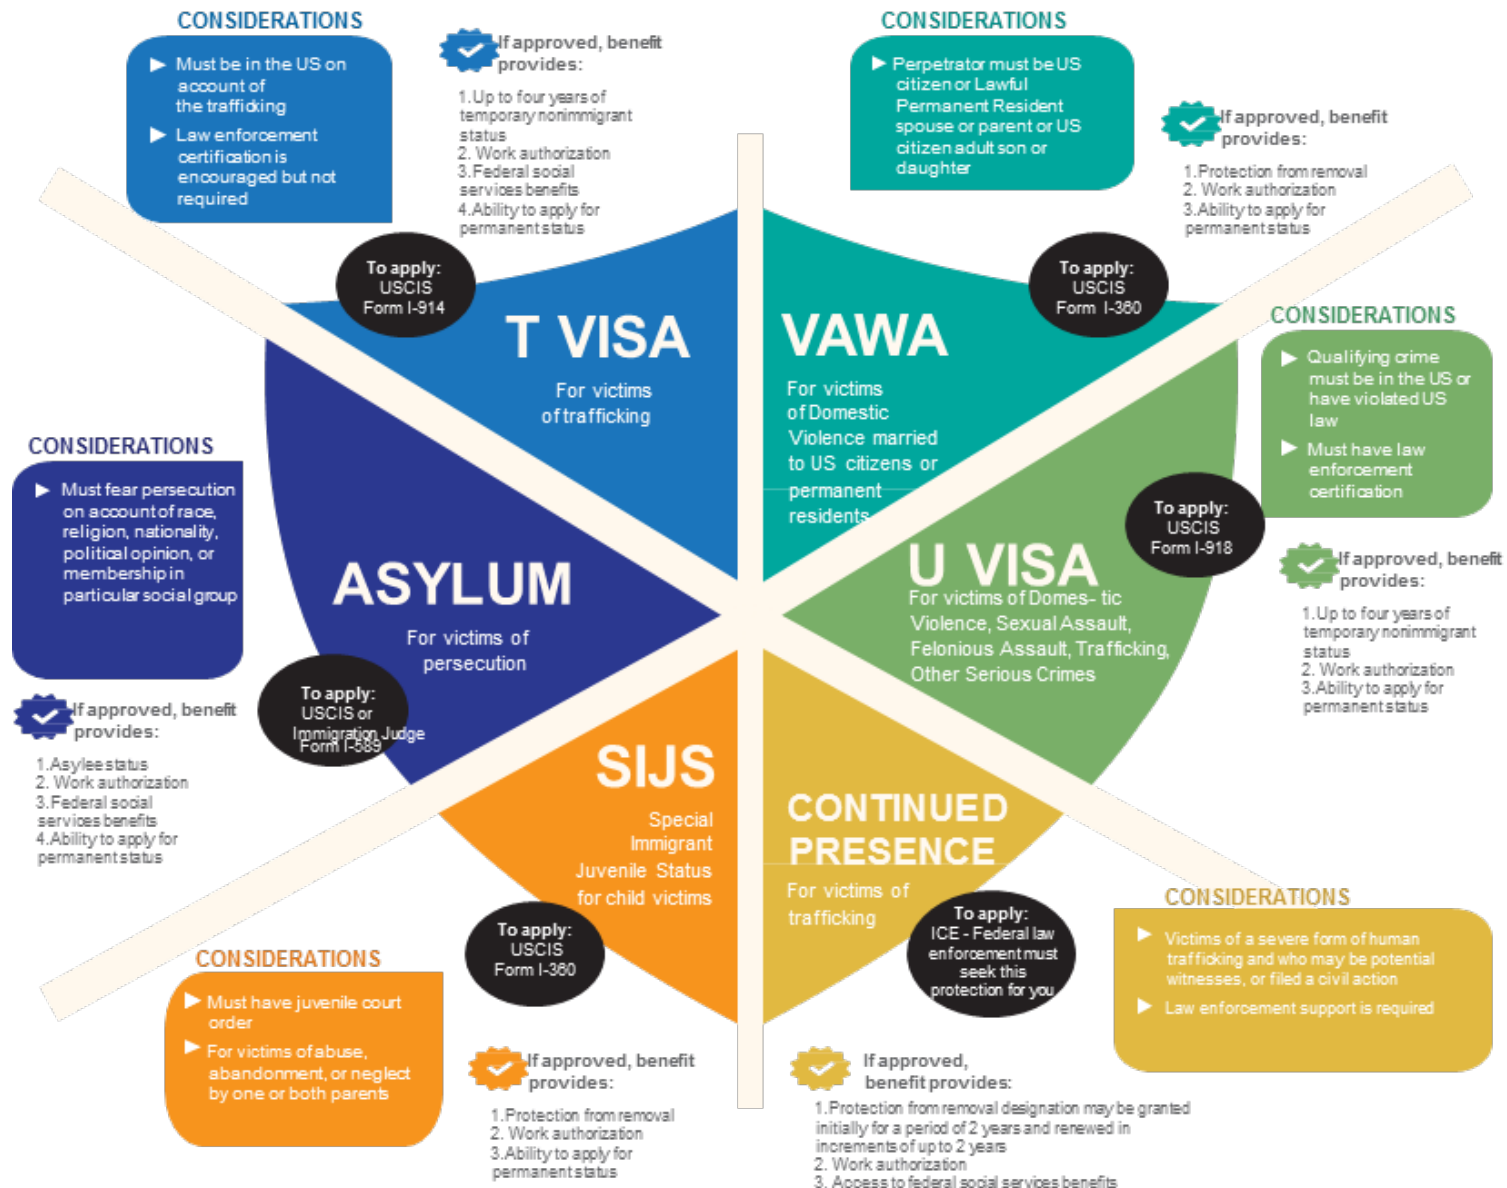 CONSIDERATIONS
► Must be in the US on
account of
the trafficking
► Law enforcement
certification is
encouraged but not
required
If approved, benefit
provides:
1.Up to four years of
temporary nonimmigrant
status
2. Work authorization
3.Federal social
services benefits
4.Ability to apply for
permanent status
To apply:
USCIS
Form I-914
T VISA
For victims
of trafficking
CONSIDERATIONS
► Perpetrator must be US
citizen or Lawful
Permanent Resident
spouse or parent or US
citizen adult son or
daughter
If approved, benefit
provides:
1.Protection from removal
2. Work authorization
3.Ability to apply for
permanent status
To apply:
USCIS
Form I-360
VAWA
For victims
of Domestic
Violence married
to US citizens or
permanent
residents
CONSIDERATIONS
► Qualifying crime
must be in the US or
have violated US
law
► Must have law
enforcement
certification
To apply:
USCIS
Form I-918
If approved, benefit
provides:
1.Up to four years of
temporary nonimmigrant
status
2. Work authorization
3.Ability to apply for
permanent status
U VISA
For victims of Domes- tic
Violence, Sexual Assault,
Felonious Assault, Trafficking,
Other Serious Crimes
CONSIDERATIONS
► Must fear persecution
on account of race,
religion, nationality,
political opinion, or
membership in
particular social group
ASYLUM
For victims of
persecution
To apply:
USCIS or
Immigration Judge
Form I-589
If approved, benefit
provides:
1.Asylee status
2. Work authorization
3.Federal social
services benefits
4.Ability to apply for
permanent status
SIJS
Special
Immigrant
Juvenile Status
for child victims
To apply:
USCIS
Form I-360
CONSIDERATIONS
► Must have juvenile court
order
► For victims of abuse,
abandonment, or neglect
by one or both parents
If approved, benefit
provides:
1.Protection from removal
2. Work authorization
3.Ability to apply for
permanent status
CONTINUED
PRESENCE
For victims of
trafficking
To apply:
ICE - Federal law
enforcement must
seek this
protection for you
CONSIDERATIONS
► Victims of a severe form of human
trafficking and who may be potential
witnesses, or filed a civil action
► Law enforcement support is required
If approved,
benefit provides:
1.Protection from removal designation may be granted
initially for a period of 2 years and renewed in
increments of up to 2 years
2. Work authorization
3. Access to federal social services benefits